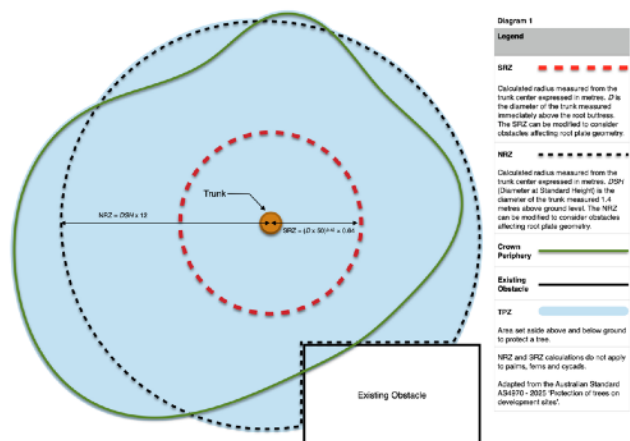 Diagram 1
Legend
SRZ
Calculated radius measured from the
trunk center expressed in metres. D is
the diameter of the trunk measured
immediately above the root buttress.
The SRZ can be modified to consider
obstacles affecting root plate geometry.
NRZ
Calculated radius measured from the
trunk center expressed in metres. DSH
(Diameter at Standard Height) is the
diameter of the trunk measured 1.4
metres above ground level. The NRZ
can be modified to consider obstacles
affecting root plate geometry.
Crown
Periphery
Existing
Obstacle
TPZ
Area set aside above and below ground
to protect a tree.
NRZ and SRZ calculations do not apply
to palms, ferns and cycads.
Adapted from the Australian Standard
AS4970 - 2025 'Protection of trees on
development sites'.
Trunk
NRZ = DSH x 12
SRZ = (D x 50)⁰·⁴² x 0.64
Existing Obstacle